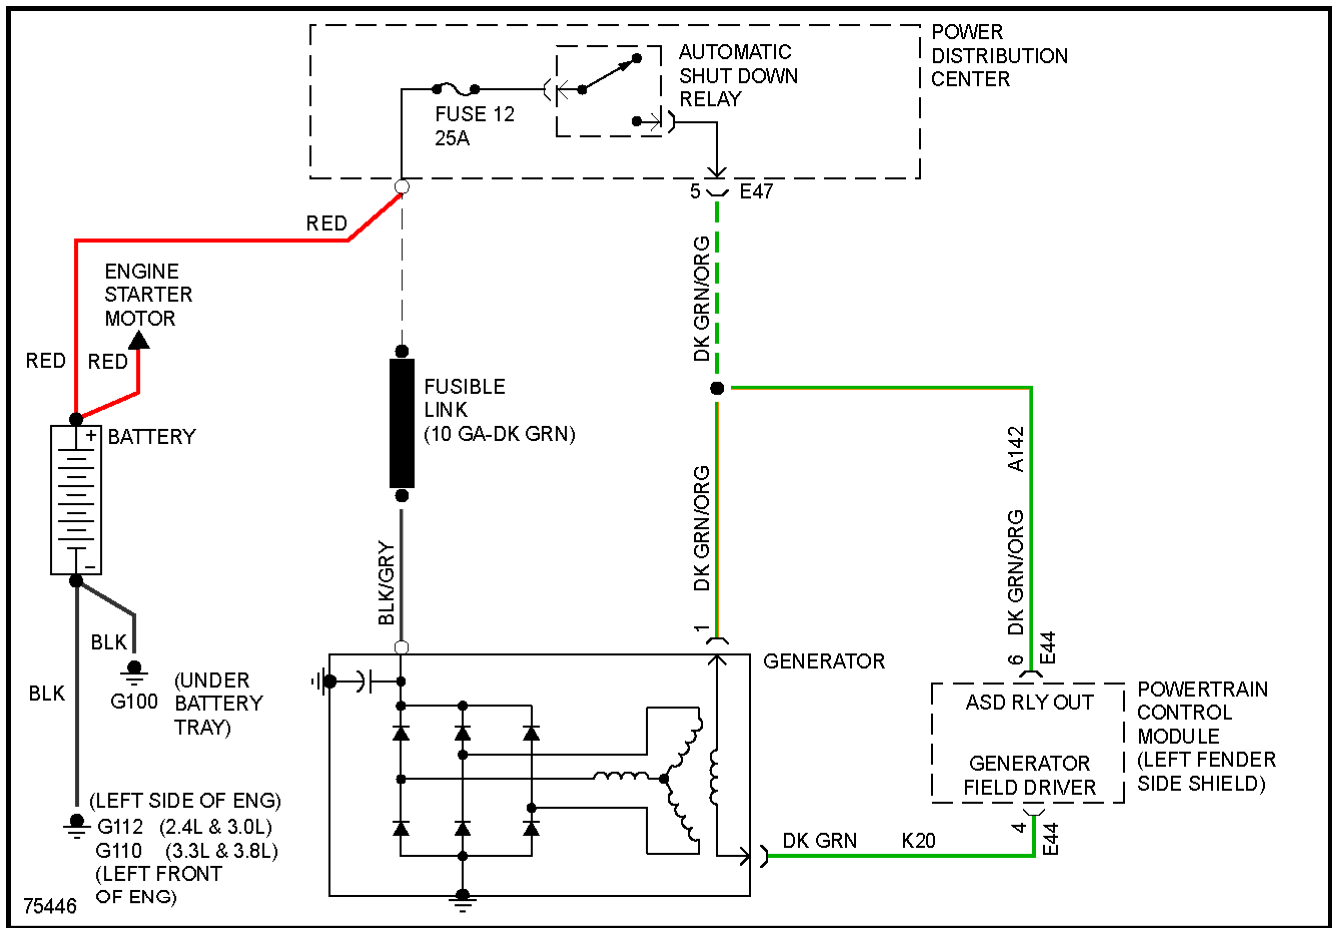 POWER
DISTRIBUTION
CENTER
AUTOMATIC
SHUT DOWN
RELAY
FUSE 12
25A
5
E47
RED
DK GRN/ORG
ENGINE
STARTER
MOTOR
RED
RED
+
BATTERY
–
FUSIBLE
LINK
(10 GA-DK GRN)
A142
DK GRN/ORG
DK GRN/ORG
BLK/GRY
1
6
E44
BLK
BLK
G100
(UNDER
BATTERY
TRAY)
GENERATOR
ASD RLY OUT
GENERATOR
FIELD DRIVER
POWERTRAIN
CONTROL
MODULE
(LEFT FENDER
SIDE SHIELD)
4
E44
DK GRN
K20
(LEFT SIDE OF ENG)
G112 (2.4L & 3.0L)
G110 (3.3L & 3.8L)
(LEFT FRONT
OF ENG)
75446